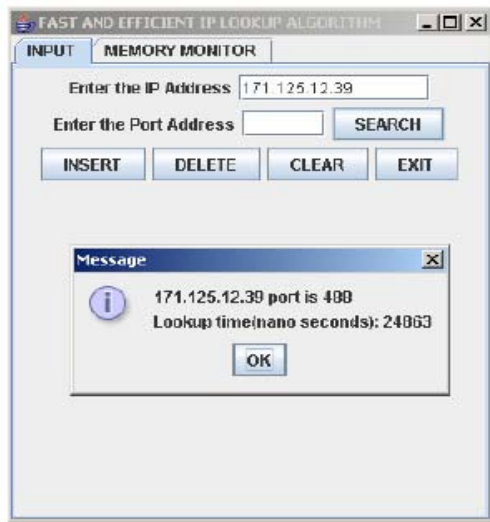 FAST AND EFFICIENT IP LOOKUP ALGORITHM
INPUT MEMORY MONITOR
Enter the IP Address 171.125.12.39
Enter the Port Address SEARCH
INSERT DELETE CLEAR EXIT
Message
171.125.12.39 port is 488
Lookup time(nano seconds): 24863
OK